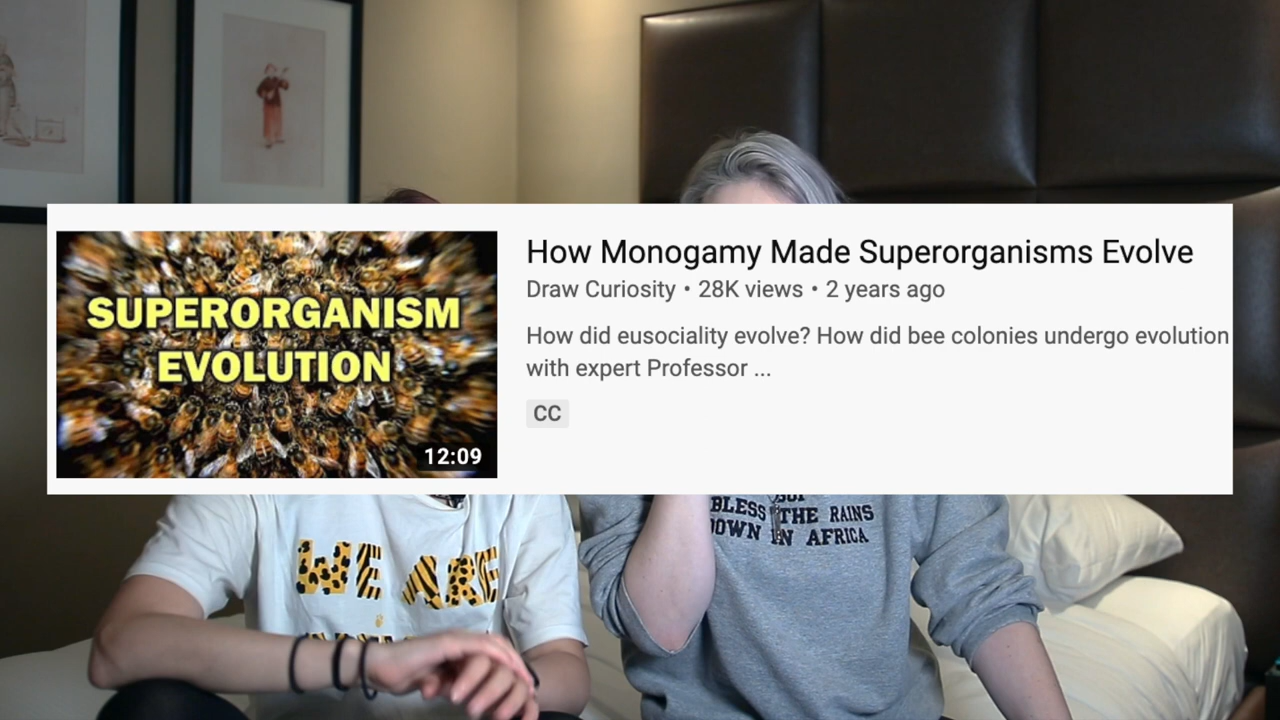 How Monogamy Made Superorganisms Evolve
Draw Curiosity • 28K views • 2 years ago
How did eusociality evolve? How did bee colonies undergo evolution
with expert Professor ...
CC
SUPERORGANISM
EVOLUTION
12:09
WE ARE
BLESS THE RAINS
DOWN IN AFRICA